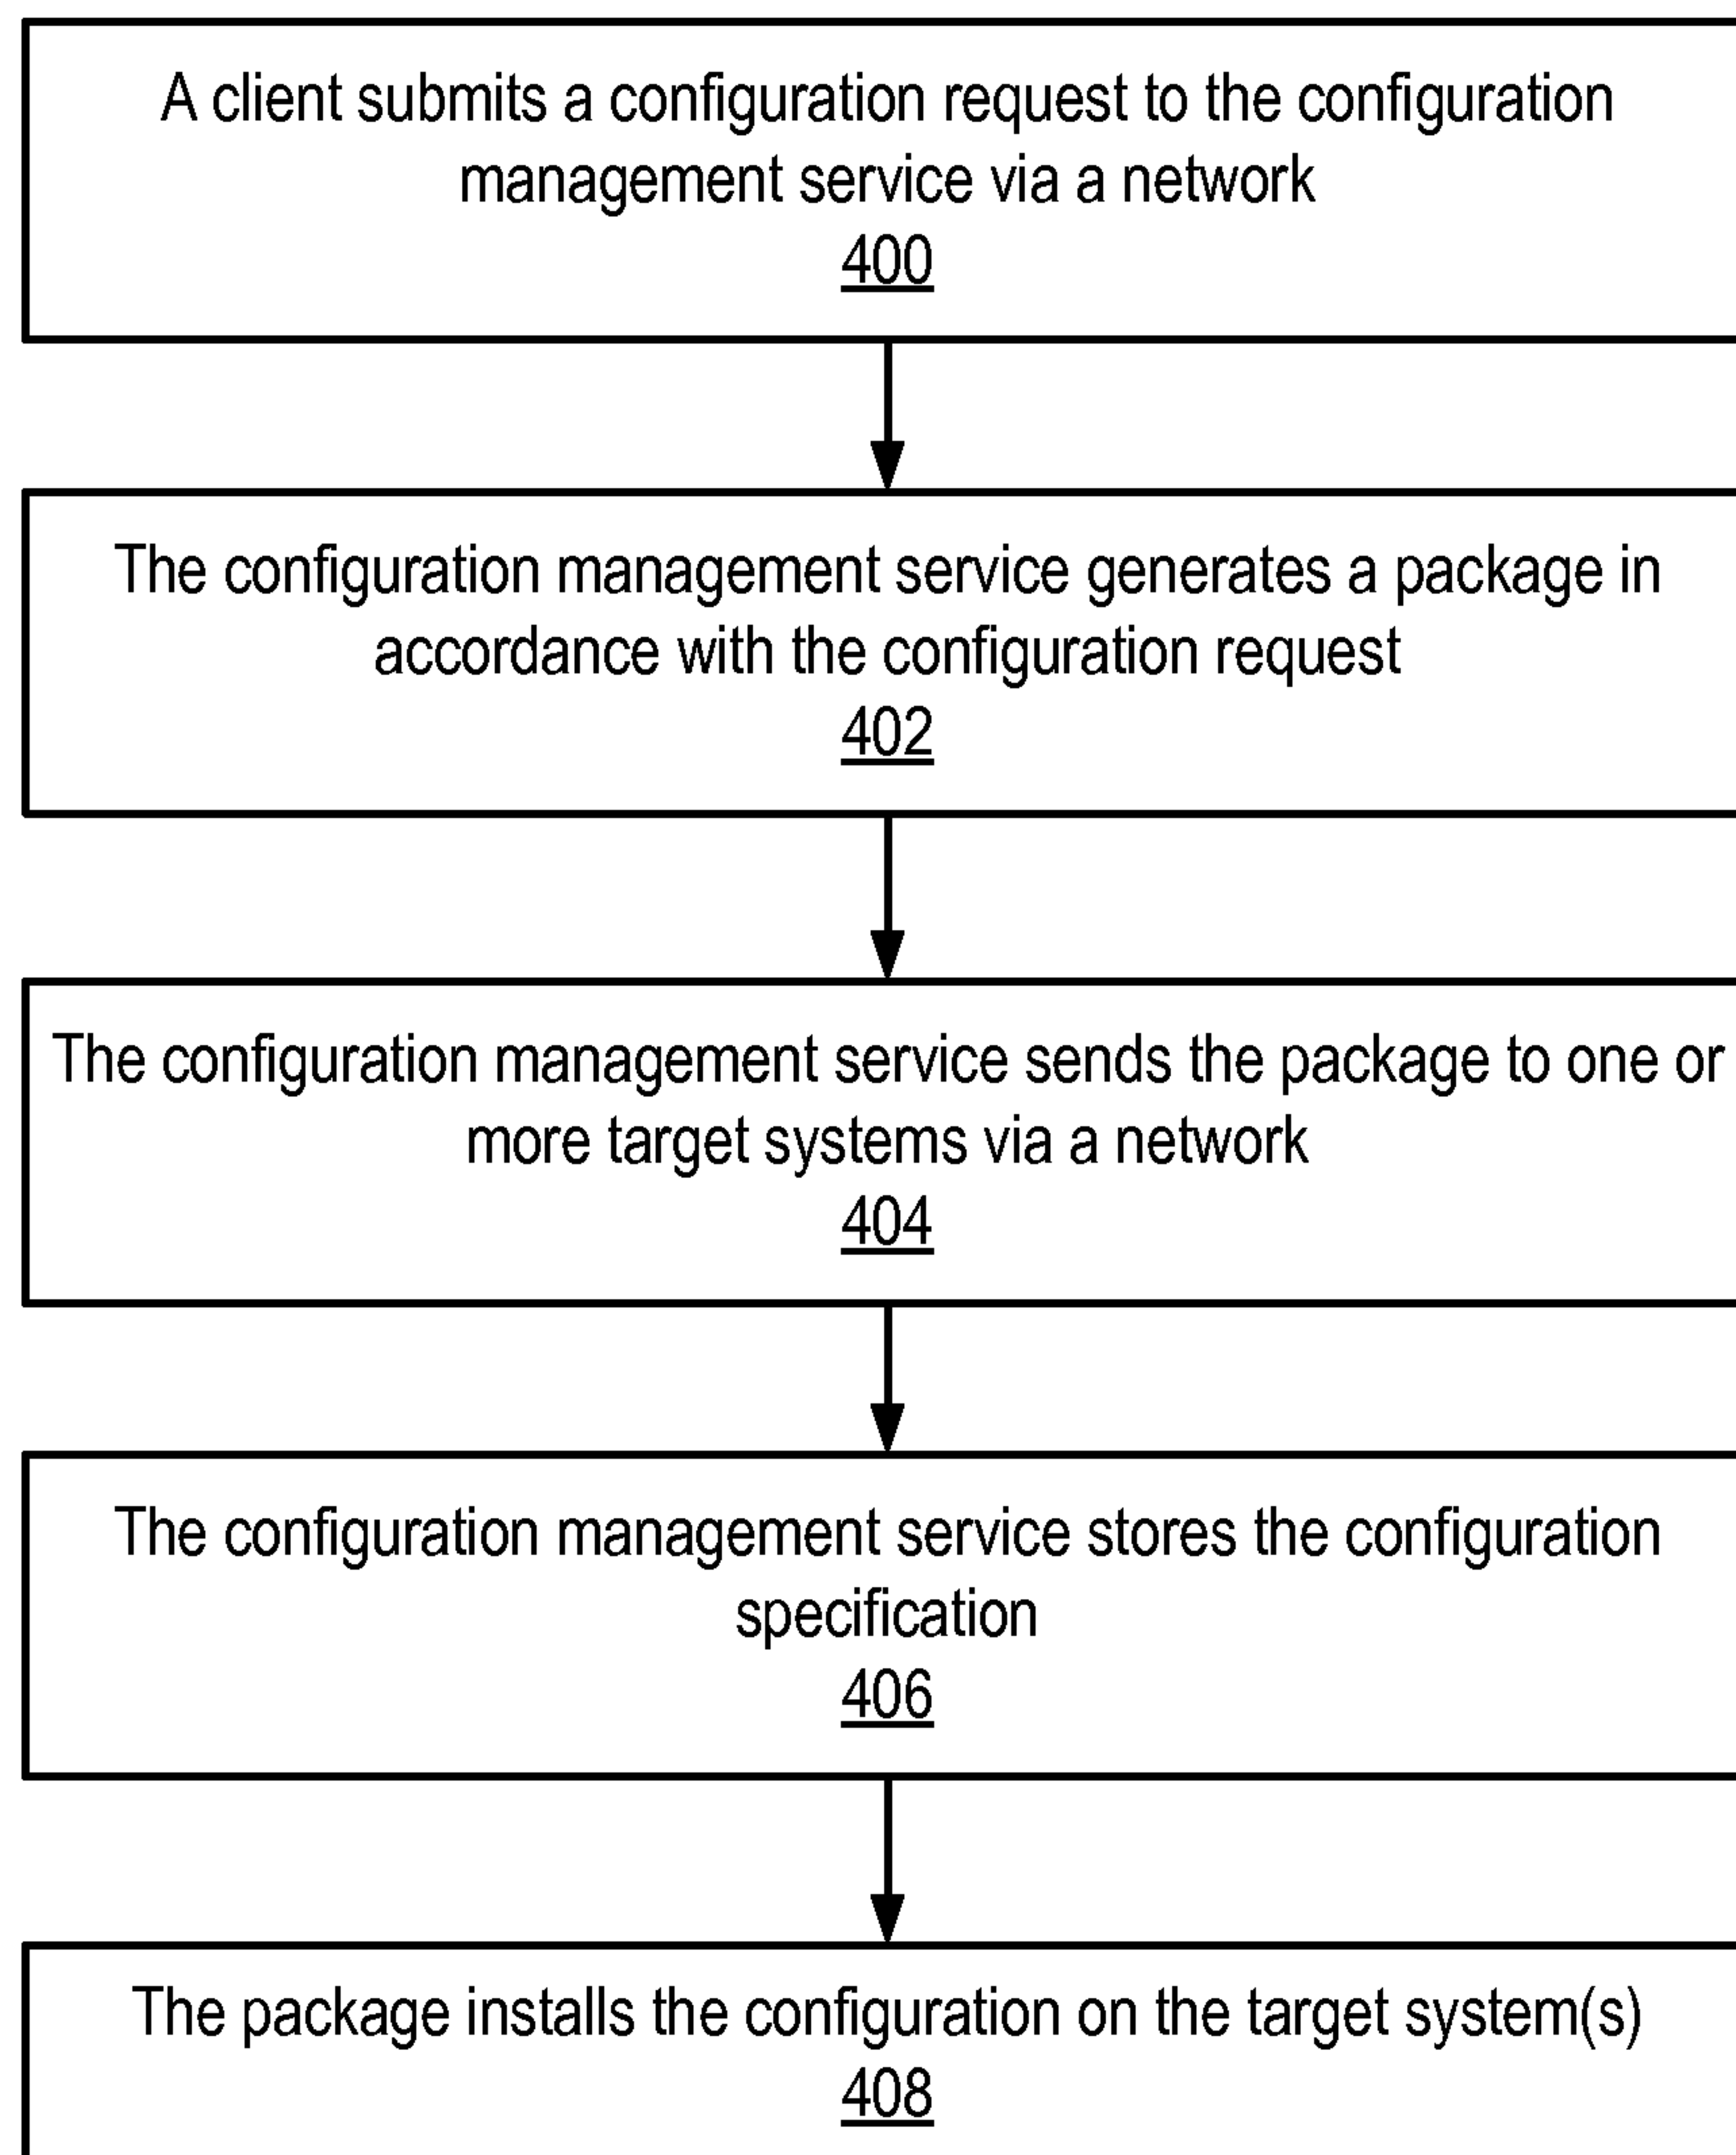 A client submits a configuration request to the configuration
management service via a network
400
The configuration management service generates a package in
accordance with the configuration request
402
The configuration management service sends the package to one or
more target systems via a network
404
The configuration management service stores the configuration
specification
406
The package installs the configuration on the target system(s)
408